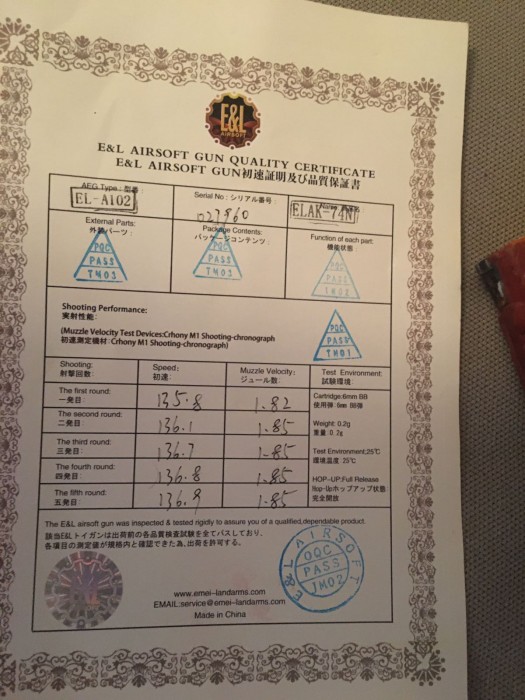 E&L
AIRSOFT
E&L AIRSOFT GUN QUALITY CERTIFICATE
E&L AIRSOFT GUN初速証明及び品質保証書
AEG Type: 型番
EL-A102
Serial No: シリアル番号:
027860
ELAK-74N
External Parts:
外装パーツ:
PQC
PASS
TM03
Package Contents:
パッケージコンテンツ:
PQC
PASS
TM03
Function of each part:
機能状態:
PASS
Shooting Performance:
実射性能:
(Muzzle Velocity Test Devices:Crhony M1 Shooting-chronograph
初速測定機材:Crhony M1 Shooting-chronograph)
PQC
PASS
TM01
Shooting:
射撃回数:
Speed:
初速:
Muzzle Velocity:
ジュール数:
Test Environment:
試験環境:
The first round:
一発目:
135.8
1.82
Cartridge:6mm BB
使用弾:6mm BB弾
The second round:
二発目:
136.1
1.85
Weight: 0.2g
重量:0.2g
The third round:
三発目:
136.7
1.85
Test Environment:25℃
環境温度:25℃
The fourth round:
四発目:
136.8
1.85
HOP-UP:Full Release
Hop-Up:ホップアップ状態:
The fifth round:
五発目:
136.9
1.85
完全開放
The E&L airsoft gun was inspected & tested rigidly to assure you of a qualified,dependable product.
該当E&Lトイガンは出荷前の各品質検査試験を全てパスしており、
各項目の測定値が規格内と確認できた為、出荷を許可する。
E&L AIRSOFT
OQC
PASS
TM02
www.emei-landarms.com
EMAIL:service@emei-landarms.com
Made in China